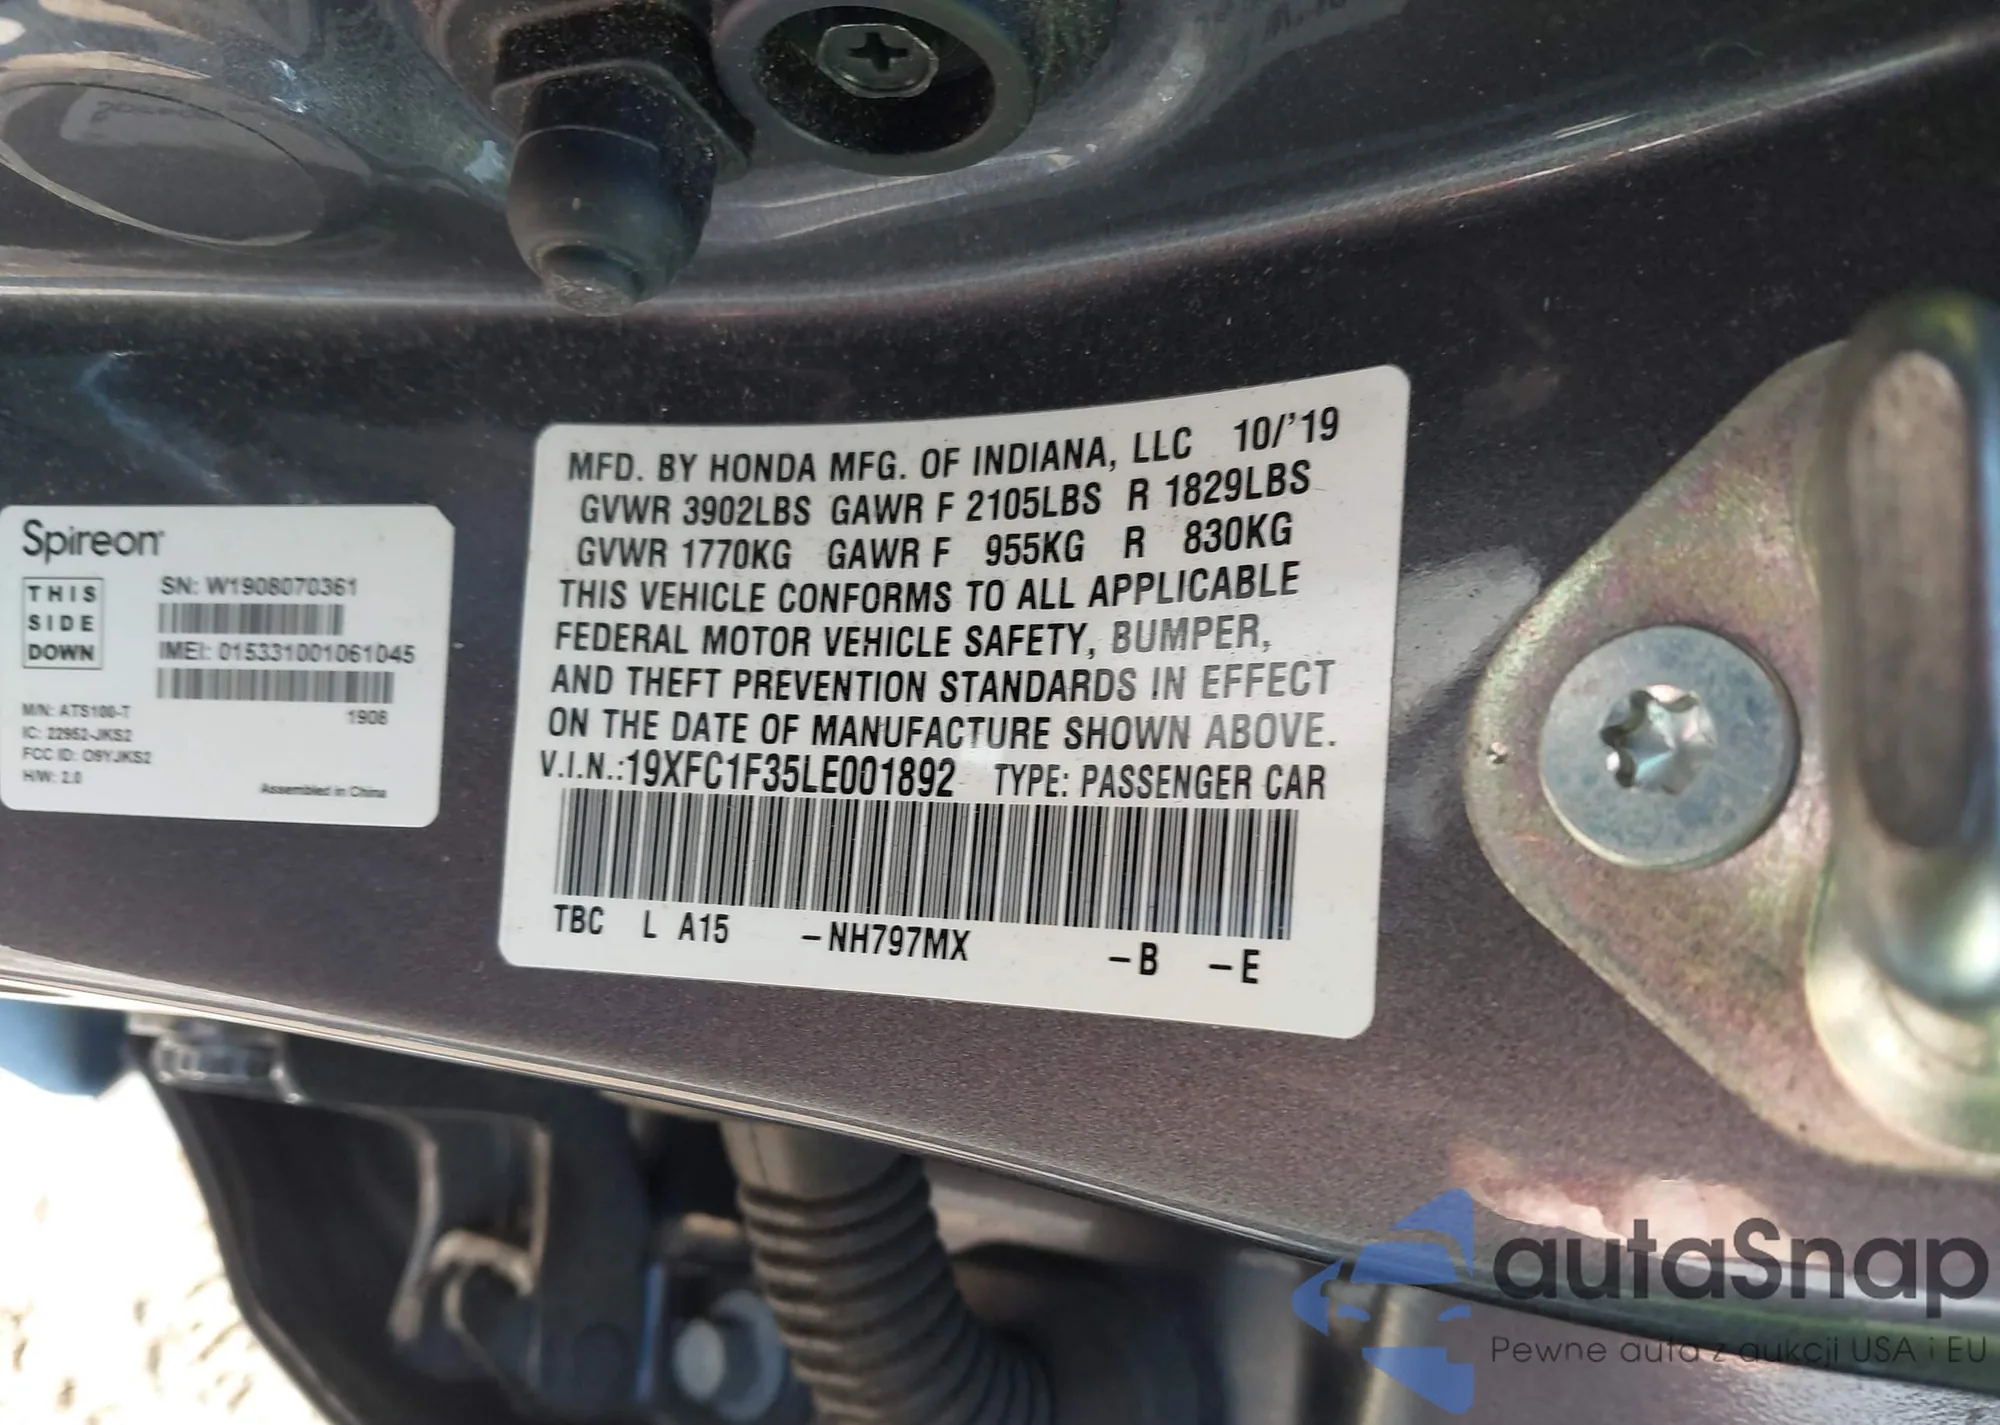 Spireon
THIS
SIDE
DOWN
SN: W1908070361
IMEI: 015331001061045
1908
M/N: ATS100-T
IC: 22952-JKS2
FCC ID: O9YJKS2
H/W: 2.0
Assembled in China
MFD. BY HONDA MFG. OF INDIANA, LLC 10/'19
GVWR 3902LBS GAWR F 2105LBS R 1829LBS
GVWR 1770KG GAWR F 955KG R 830KG
THIS VEHICLE CONFORMS TO ALL APPLICABLE
FEDERAL MOTOR VEHICLE SAFETY, BUMPER,
AND THEFT PREVENTION STANDARDS IN EFFECT
ON THE DATE OF MANUFACTURE SHOWN ABOVE.
V.I.N.:19XFC1F35LE001892 TYPE: PASSENGER CAR
TBC L A15 -NH797MX -B -E
autaSnap
Pewne auta z aukcji USA i EU